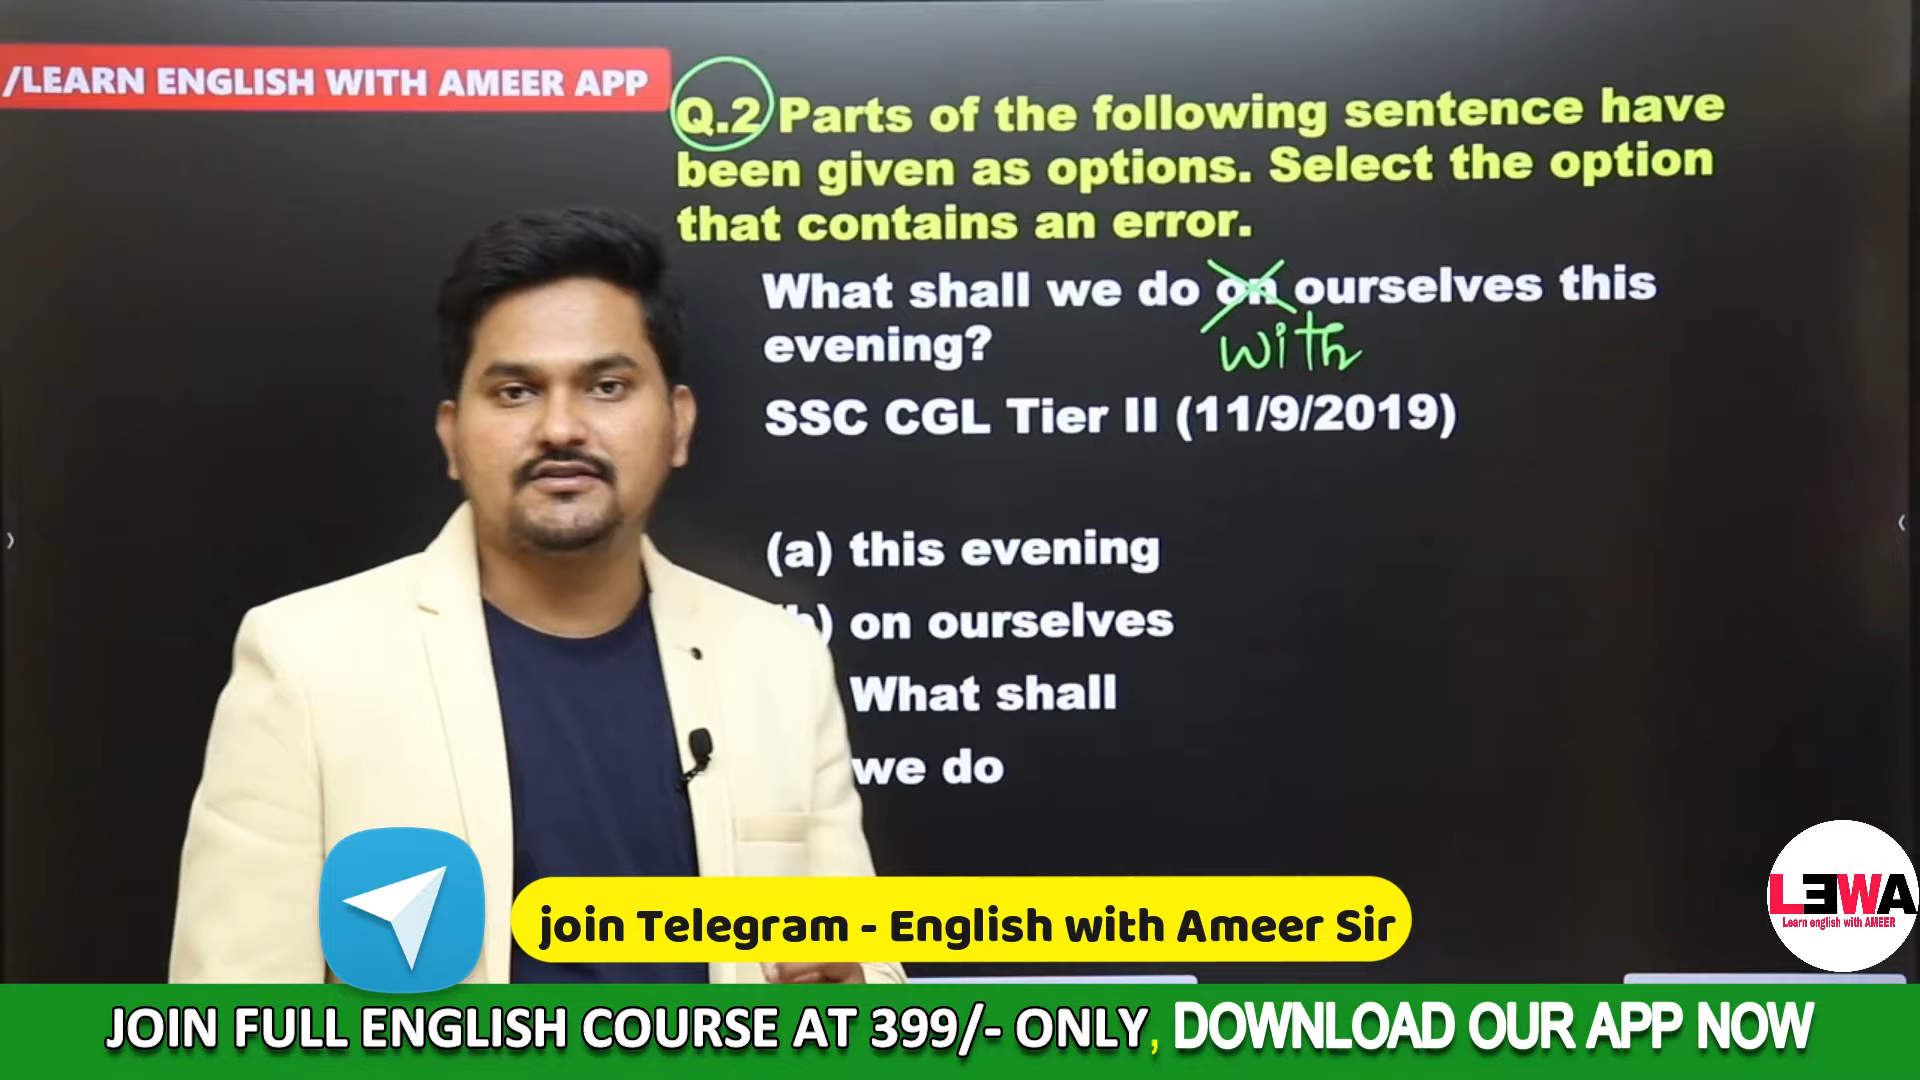 /LEARN ENGLISH WITH AMEER APP
Q.2 Parts of the following sentence have
been given as options. Select the option
that contains an error.
What shall we do on ourselves this
with
evening?
SSC CGL Tier II (11/9/2019)
(a) this evening
b) on ourselves
What shall
we do
LEWA
Learn english with AMEER
join Telegram - English with Ameer Sir
JOIN FULL ENGLISH COURSE AT 399/- ONLY, DOWNLOAD OUR APP NOW